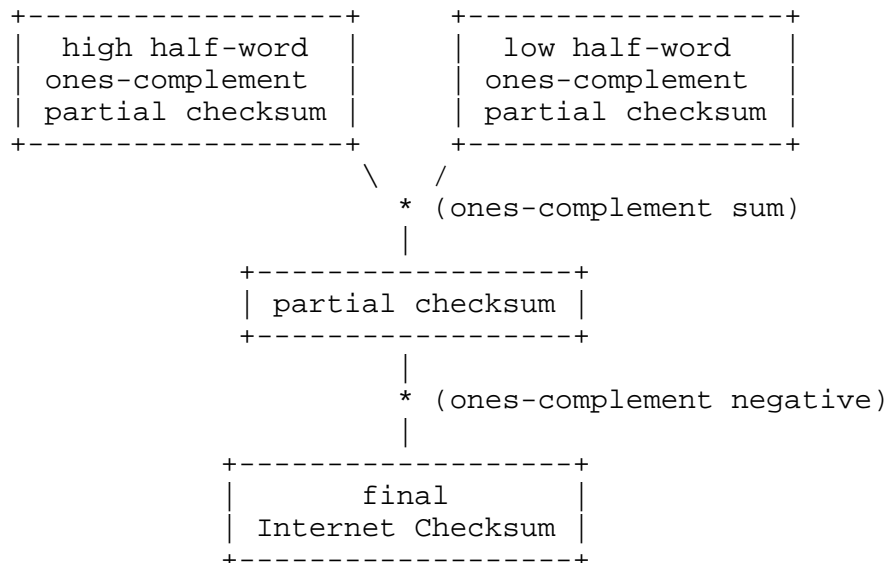 high half-word low half-word
ones-complement ones-complement
partial checksum partial checksum
* (ones-complement sum)
partial checksum
* (ones-complement negative)
final
Internet Checksum